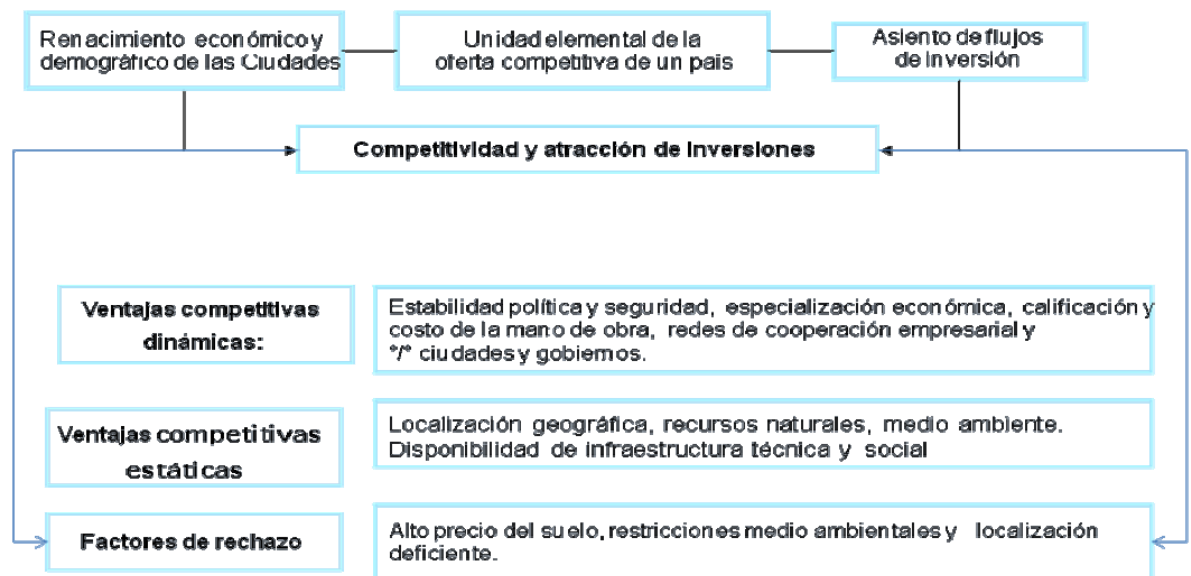 Renacimiento económico y
demográfico de las Ciudades
Unidad elemental de la
oferta competitiva de un pais
Asiento de flujos
de inversión
Competitividad y atracción de inversiones
Ventajas competitivas
dinámicas:
Estabilidad política y seguridad, especialización económica, calificación y
costo de la mano de obra, redes de cooperación empresarial y
*/* ciudades y gobiernos.
Ventajas competitivas
estáticas
Localización geográfica, recursos naturales, medio ambiente.
Disponibilidad de infraestructura técnica y social
Factores de rechazo
Alto precio del suelo, restricciones medio ambientales y localización
deficiente.